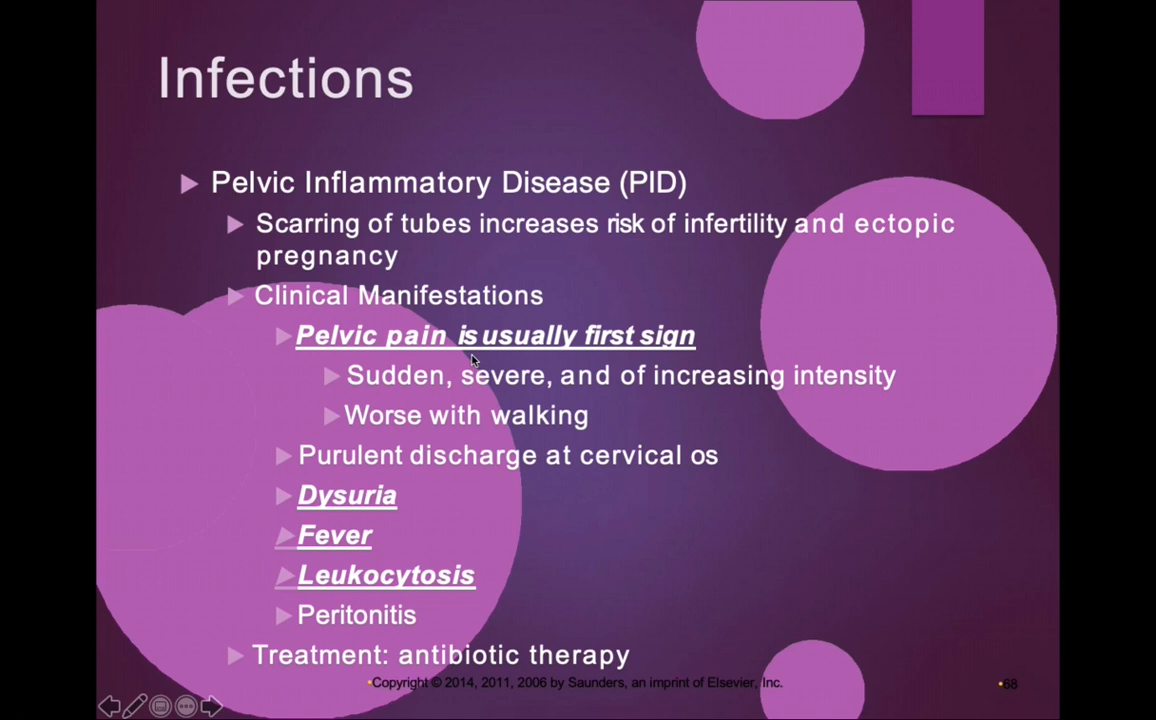 Infections
Pelvic Inflammatory Disease (PID)
Scarring of tubes increases risk of infertility and ectopic
pregnancy
Clinical Manifestations
Pelvic pain is usually first sign
Sudden, severe, and of increasing intensity
Worse with walking
Purulent discharge at cervical os
Dysuria
Fever
Leukocytosis
Peritonitis
Treatment: antibiotic therapy
•Copyright © 2014, 2011, 2006 by Saunders, an imprint of Elsevier, Inc.
•68